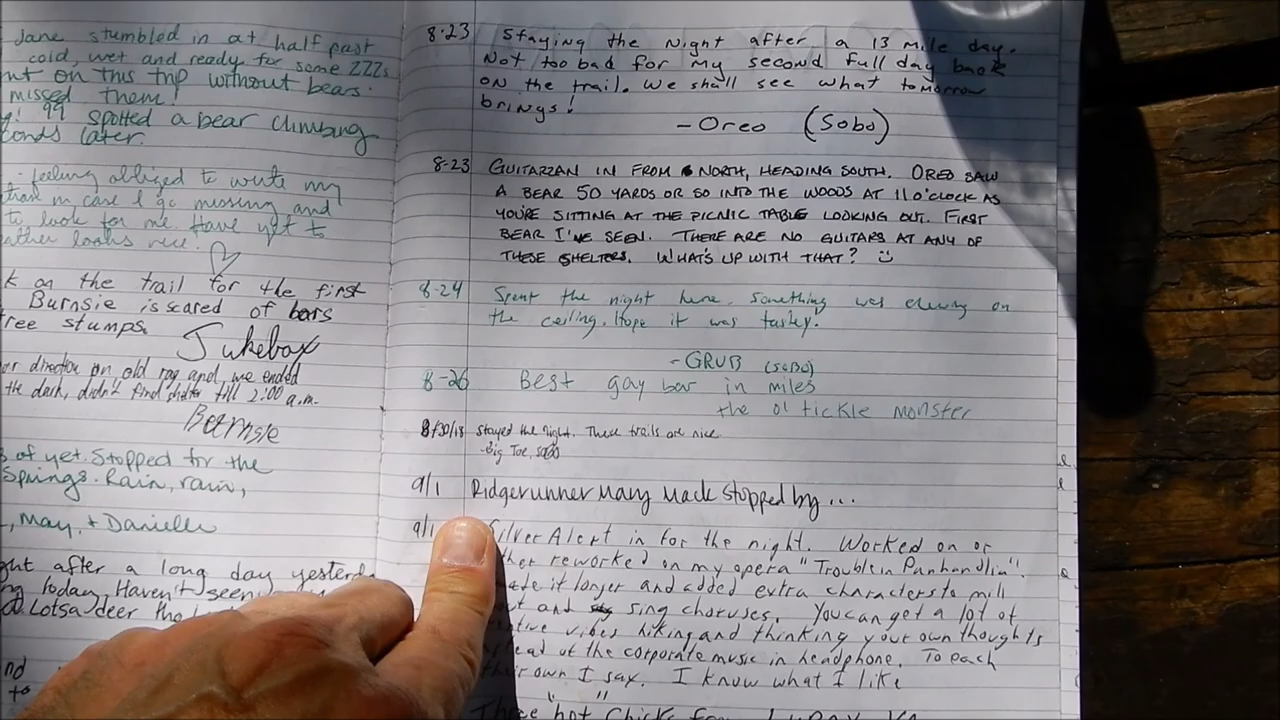 Jane stumbled in at half past
cold, wet and ready for some ZZZs
on this trip without bears.
missed them!
99 spotted a bear climbing
later.
feeling obliged to write my
in case I go missing and
to look for me. Have yet to
looks nice.
on the trail for the first
Burnsie is scared of bears
tree stumps.
Jukebox
direction on old rag and, we ended
the dark, didn't find shelter till 2:00 a.m.
Burnsie
of yet. Stopped for the
Springs. Rain, rain,
May, + Danielle
after a long day
today. Haven't seen
Lotsa deer tho
to
8-23 Staying the night after a 13 mile day.
Not too bad for my second full day back
on the trail. We shall see what tomorrow
brings!
- Oreo (Sobo)
8-23 GUITARZAN IN FROM NORTH, HEADING SOUTH. OREO SAW
A BEAR 50 YARDS OR SO INTO THE WOODS AT 11 O'CLOCK AS
YOU'RE SITTING AT THE PICNIC TABLE LOOKING OUT. FIRST
BEAR I'VE SEEN. THERE ARE NO GUITARS AT ANY OF
THESE SHELTERS. WHAT'S UP WITH THAT? ☺
8-24 Spent the night here. Something was chewing on
the ceiling. Hope it was tastey.
- GRUB (SOBO)
8-26 Best gay bar in miles
the ol tickle monster
8/30/18 Stayed the night. These trails are nice
-Big Toe, SOBO
9/1 Ridgerunner Mary Mack stopped by ...
9/1 Silver Alert in for the night. Worked on or
reworked on my opera "Trouble in Panhandlin".
it longer and added extra characters to mill
and sing choruses. You can get a lot of
vibes hiking and thinking your own thoughts
of the corporate music in headphone. To each
their own I say. I know what I like
Three "hot" Chicks from